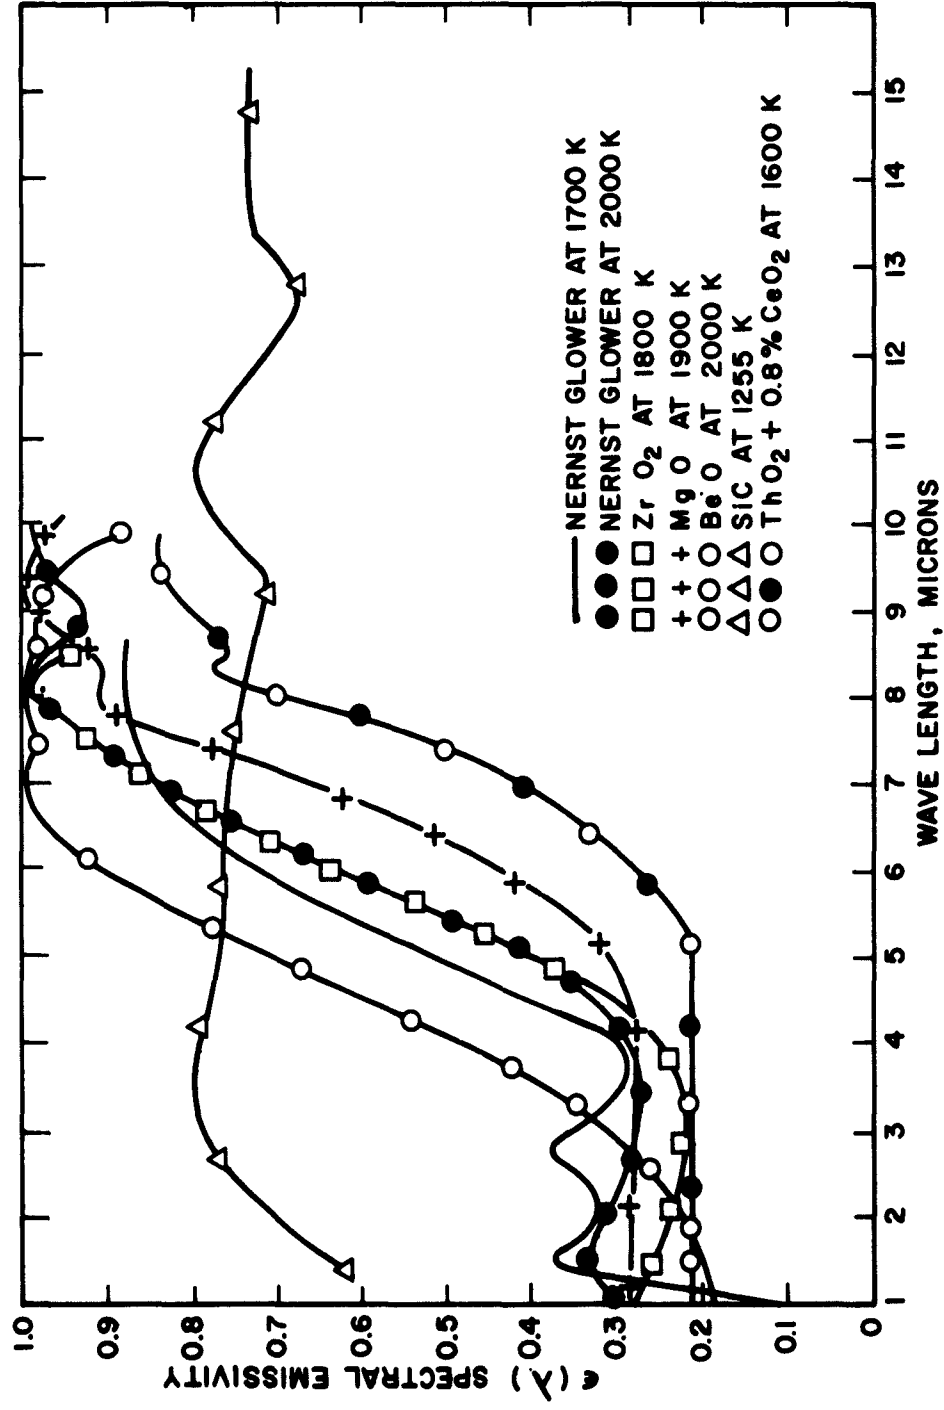 1.0
0.9
0.8
0.7
0.6
0.5
0.4
0.3
0.2
0.1
0
ϵ(λ) SPECTRAL EMISSIVITY
1 2 3 4 5 6 7 8 9 10 11 12 13 14 15
WAVE LENGTH, MICRONS
NERNST GLOWER AT 1700 K
NERNST GLOWER AT 2000K
Zr O2 AT 1800 K
Mg O AT 1900 K
Be O AT 2000 K
SiC AT 1255 K
ThO2 + 0.8% CeO2 AT 1600 K